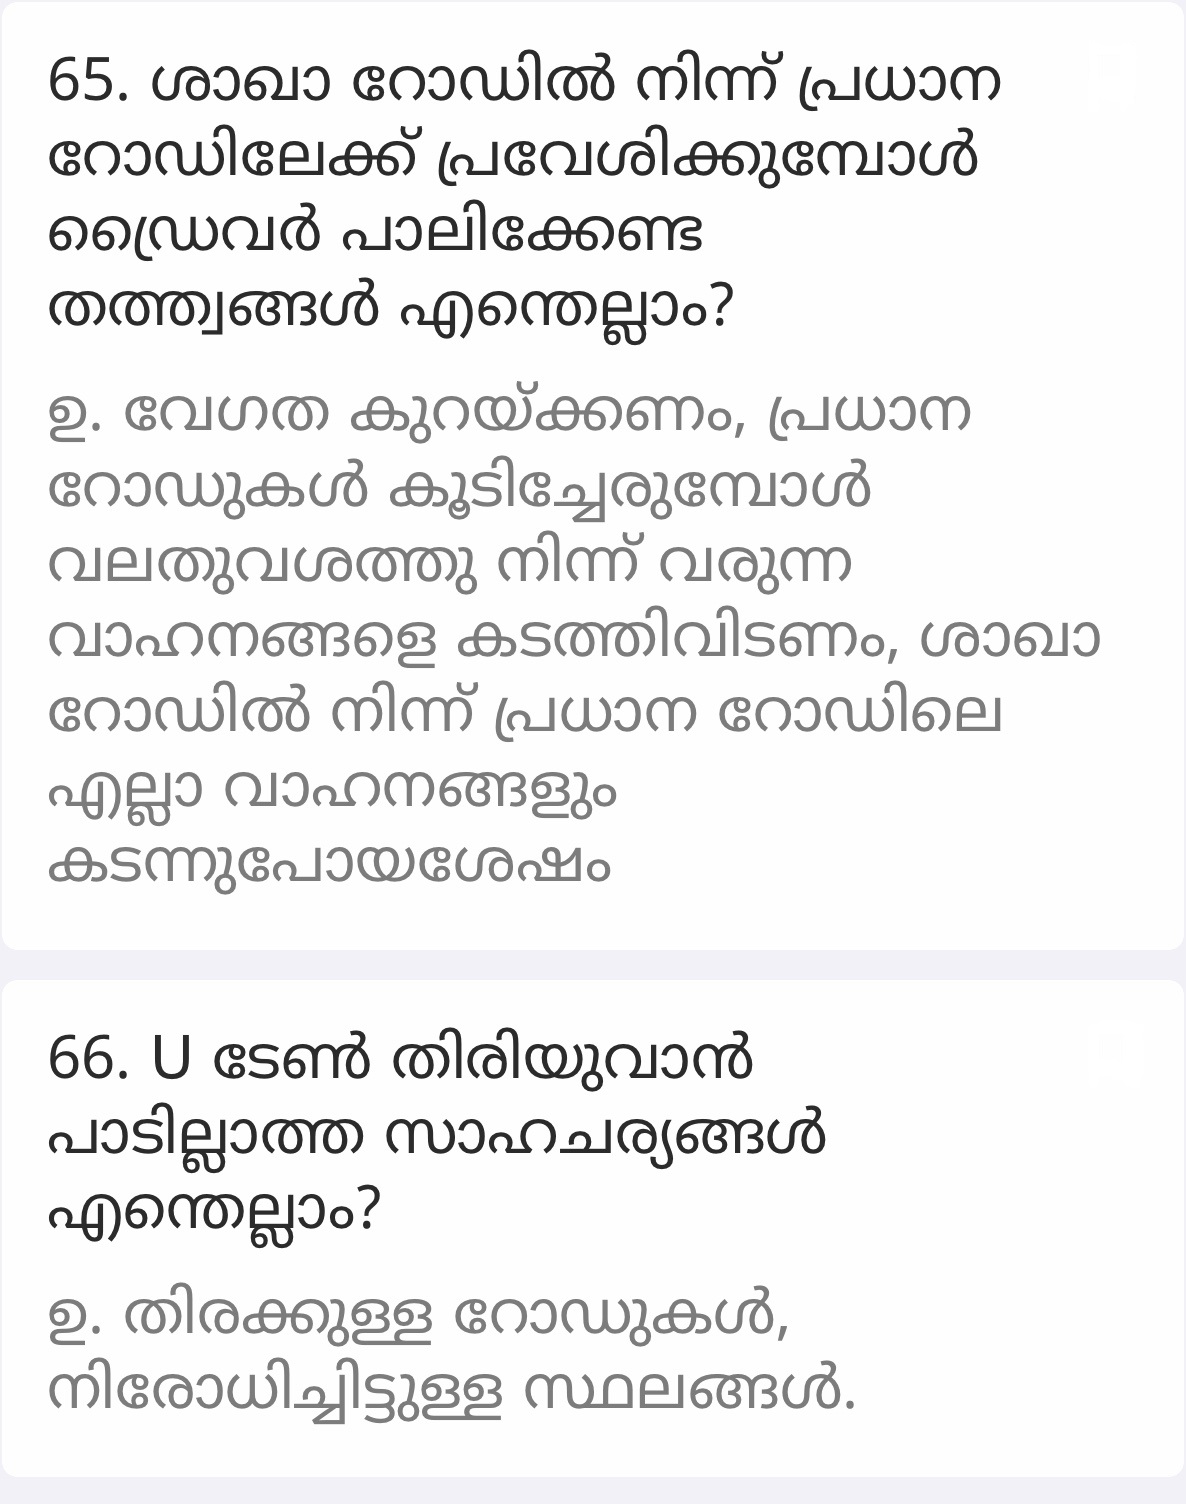 65. ശാഖാ റോഡിൽ നിന്ന് പ്രധാന
റോഡിലേക്ക് പ്രവേശിക്കുമ്പോൾ
ഡ്രൈവർ പാലിക്കേണ്ട
തത്ത്വങ്ങൾ എന്തെല്ലാം?
ഉ. വേഗത കുറയ്ക്കണം, പ്രധാന
റോഡുകൾ കൂടിച്ചേരുമ്പോൾ
വലതുവശത്തു നിന്ന് വരുന്ന
വാഹനങ്ങളെ കടത്തിവിടണം, ശാഖാ
റോഡിൽ നിന്ന് പ്രധാന റോഡിലെ
എല്ലാ വാഹനങ്ങളും
കടന്നുപോയശേഷം
66. U ടേൺ തിരിയുവാൻ
പാടില്ലാത്ത സാഹചര്യങ്ങൾ
എന്തെല്ലാം?
ഉ. തിരക്കുള്ള റോഡുകൾ,
നിരോധിച്ചിട്ടുള്ള സ്ഥലങ്ങൾ.